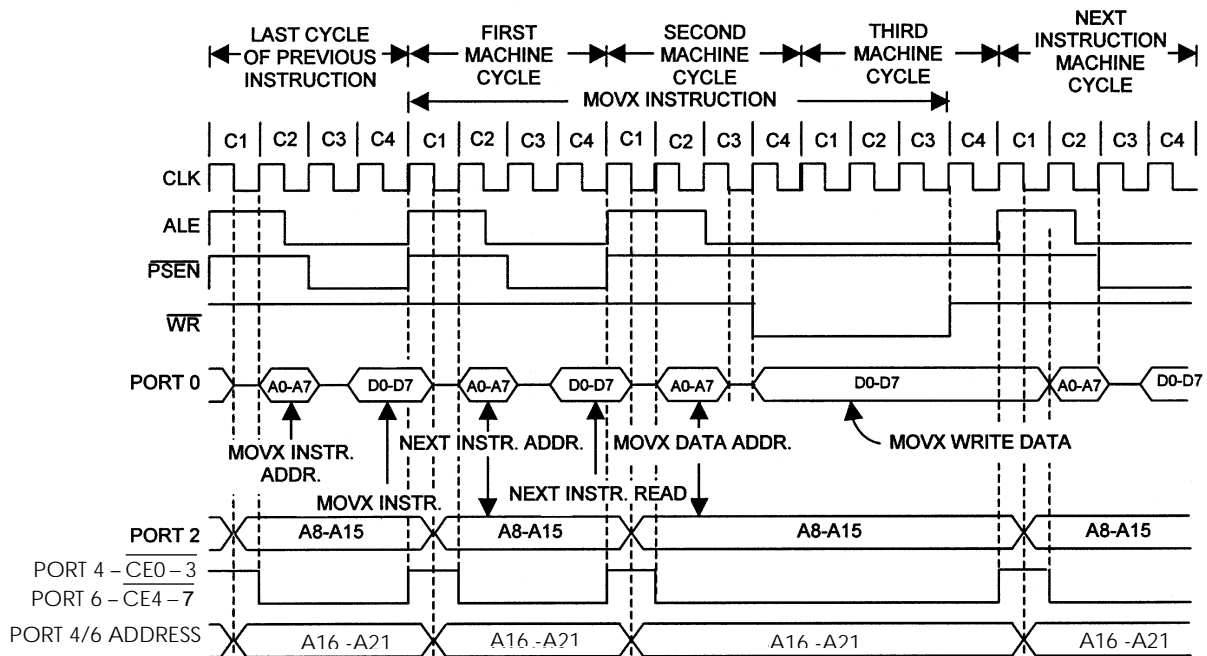 LAST CYCLE OF PREVIOUS INSTRUCTION
FIRST MACHINE CYCLE
SECOND MACHINE CYCLE
THIRD MACHINE CYCLE
NEXT INSTRUCTION MACHINE CYCLE
MOVX INSTRUCTION
C1 C2 C3 C4 C1 C2 C3 C4 C1 C2 C3 C4 C1 C2 C3 C4 C1 C2 C3 C4
CLK
ALE
PSEN
WR
PORT 0 A0-A7 D0-D7 A0-A7 D0-D7 A0-A7 D0-D7 A0-A7 D0-D7
MOVX INSTR. ADDR.
NEXT INSTR. ADDR.
MOVX DATA ADDR.
MOVX WRITE DATA
MOVX INSTR.
NEXT INSTR. READ
PORT 2 A8-A15 A8-A15 A8-A15 A8-A15
PORT 4 – CE0 – 3
PORT 6 – CE4 – 7
PORT 4/6 ADDRESS A16 -A21 A16 -A21 A16 -A21 A16 -A21